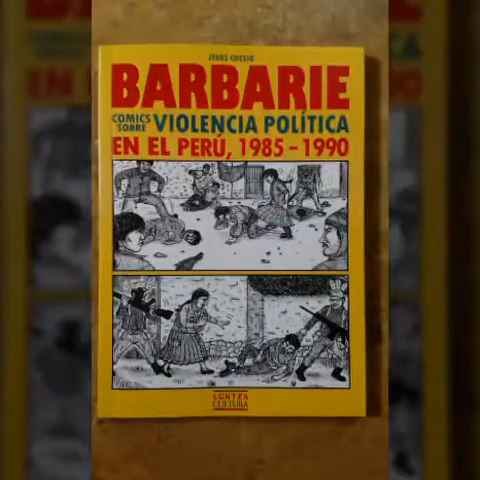 JESÚS COSSIO
BARBARIE
COMICS
SOBRE
VIOLENCIA POLÍTICA
EN EL PERÚ, 1985 - 1990
CONTRA
CULTURA